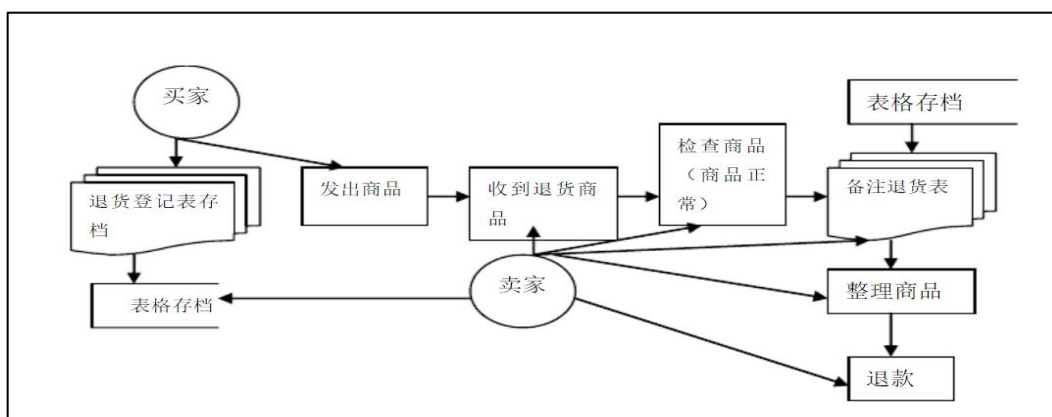 买家
表格存档
检查商品
（商品正
常）
退货登记表存
档
发出商品
收到退货商
品
备注退货表
卖家
表格存档
整理商品
退款